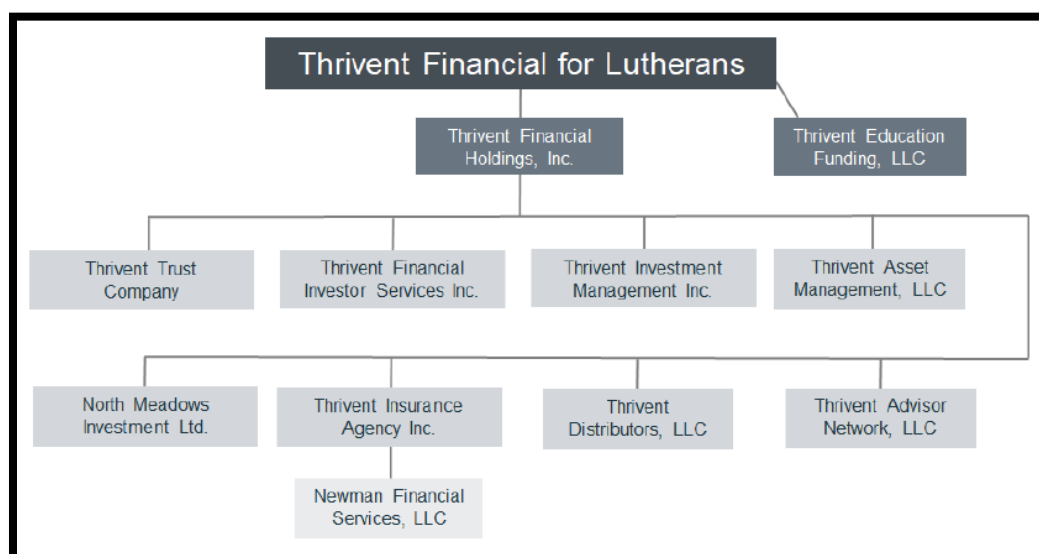 Thrivent Financial for Lutherans
Thrivent Financial
Holdings, Inc.
Thrivent Education
Funding, LLC
Thrivent Trust
Company
Thrivent Financial
Investor Services Inc.
Thrivent Investment
Management Inc.
Thrivent Asset
Management, LLC
North Meadows
Investment Ltd.
Thrivent Insurance
Agency Inc.
Thrivent
Distributors, LLC
Thrivent Advisor
Network, LLC
Newman Financial
Services, LLC